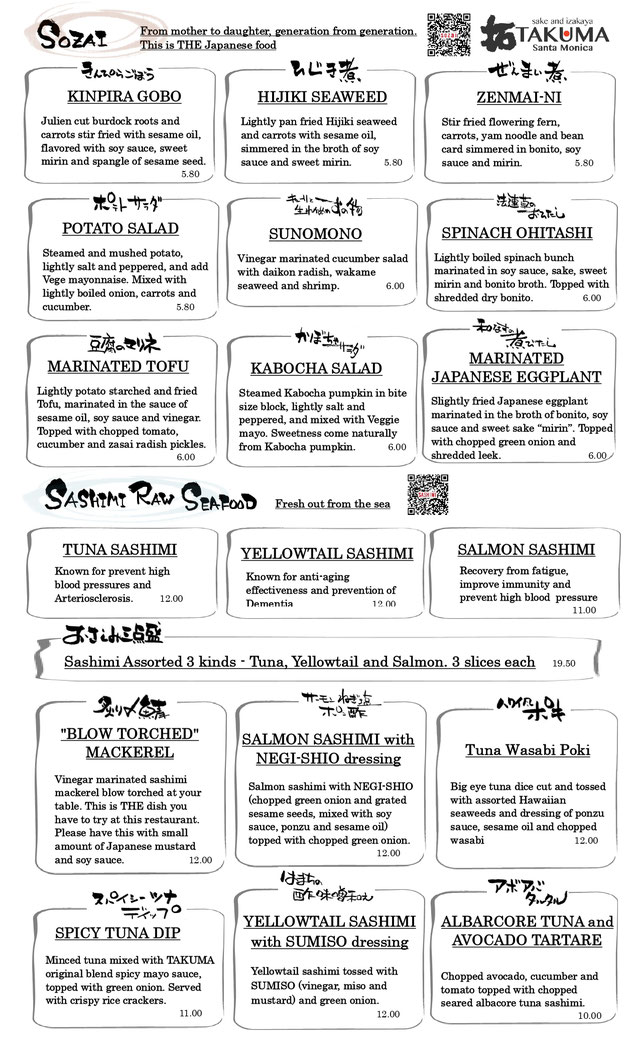 SOZAI
From mother to daughter, generation from generation.
This is THE Japanese food
SOZAI
sake and izakaya
拓TAKUMA
Santa Monica
きんぴらごぼう
KINPIRA GOBO
Julien cut burdock roots and
carrots stir fried with sesame oil,
flavored with soy sauce, sweet
mirin and spangle of sesame seed.
5.80
ひじき煮
HIJIKI SEAWEED
Lightly pan fried Hijiki seaweed
and carrots with sesame oil,
simmered in the broth of soy
sauce and sweet mirin. 5.80
ぜんまい煮
ZENMAI-NI
Stir fried flowering fern,
carrots, yam noodle and bean
card simmered in bonito, soy
sauce and mirin. 5.80
ポテトサラダ
POTATO SALAD
Steamed and mushed potato,
lightly salt and peppered, and add
Vege mayonnaise. Mixed with
lightly boiled onion, carrots and
cucumber. 5.80
SUNOMONO
Vinegar marinated cucumber salad
with daikon radish, wakame
seaweed and shrimp. 6.00
法蓮草の
おひたし
SPINACH OHITASHI
Lightly boiled spinach bunch
marinated in soy sauce, sake, sweet
mirin and bonito broth. Topped with
shredded dry bonito. 6.00
豆腐のマリネ
MARINATED TOFU
Lightly potato starched and fried
Tofu, marinated in the sauce of
sesame oil, soy sauce and vinegar.
Topped with chopped tomato,
cucumber and zasai radish pickles.
6.00
かぼちゃサラダ
KABOCHA SALAD
Steamed Kabocha pumpkin in bite
size block, lightly salt and
peppered, and mixed with Veggie
mayo. Sweetness come naturally
from Kabocha pumpkin. 6.00
和なすの
煮びたし
MARINATED
JAPANESE EGGPLANT
Slightly fried Japanese eggplant
marinated in the broth of bonito, soy
sauce and sweet sake “mirin”. Topped
with chopped green onion and
shredded leek. 6.00
SASHIMI RAW SEAFOOD
Fresh out from the sea
SASHIMI
TUNA SASHIMI
Known for prevent high
blood pressures and
Arteriosclerosis. 12.00
YELLOWTAIL SASHIMI
Known for anti-aging
effectiveness and prevention of
Dementia 12.00
SALMON SASHIMI
Recovery from fatigue,
improve immunity and
prevent high blood pressure
11.00
おさしみ三点盛
Sashimi Assorted 3 kinds - Tuna, Yellowtail and Salmon. 3 slices each 19.50
炙り〆鯖
"BLOW TORCHED"
MACKEREL
Vinegar marinated sashimi
mackerel blow torched at your
table. This is THE dish you
have to try at this restaurant.
Please have this with small
amount of Japanese mustard
and soy sauce. 12.00
サーモンねぎ塩
ポン酢
SALMON SASHIMI with
NEGI-SHIO dressing
Salmon sashimi with NEGI-SHIO
(chopped green onion and grated
sesame seeds, mixed with soy
sauce, ponzu and sesame oil)
topped with chopped green onion.
12.00
ハワイアンポキ
Tuna Wasabi Poki
Big eye tuna dice cut and tossed
with assorted Hawaiian
seaweeds and dressing of ponzu
sauce, sesame oil and chopped
wasabi 12.00
スパイシーツナ
ディップ
SPICY TUNA DIP
Minced tuna mixed with TAKUMA
original blend spicy mayo sauce,
topped with green onion. Served
with crispy rice crackers.
11.00
はまちの
酢味噌和え
YELLOWTAIL SASHIMI
with SUMISO dressing
Yellowtail sashimi tossed with
SUMISO (vinegar, miso and
mustard) and green onion.
12.00
アボマグ
タルタル
ALBARCORE TUNA and
AVOCADO TARTARE
Chopped avocado, cucumber and
tomato topped with chopped
seared albacore tuna sashimi.
10.00